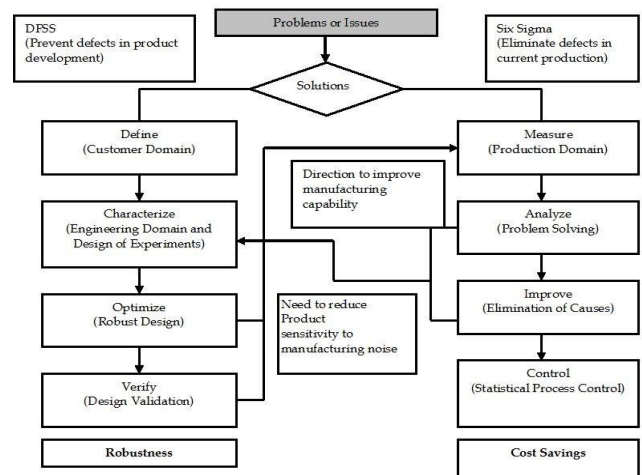 Problems or Issues
DFSS
(Prevent defects in product
development)
Six Sigma
(Eliminate defects in
current production)
Solutions
Define
(Customer Domain)
Measure
(Production Domain)
Direction to improve
manufacturing
capability
Characterize
(Engineering Domain and
Design of Experiments)
Analyze
(Problem Solving)
Optimize
(Robust Design)
Need to reduce
Product
sensitivity to
manufacturing noise
Improve
(Elimination of Causes)
Verify
(Design Validation)
Control
(Statistical Process Control)
Robustness
Cost Savings